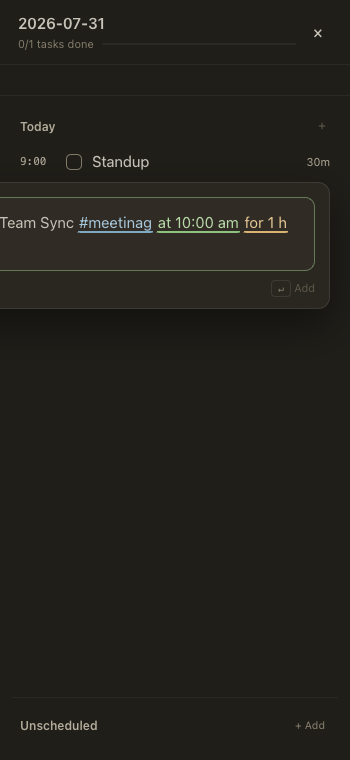 2026-07-31
×
0/1 tasks done
Today +
9:00 Standup 30m
Team Sync #meetinag at 10:00 am for 1 h
↵ Add
Unscheduled + Add